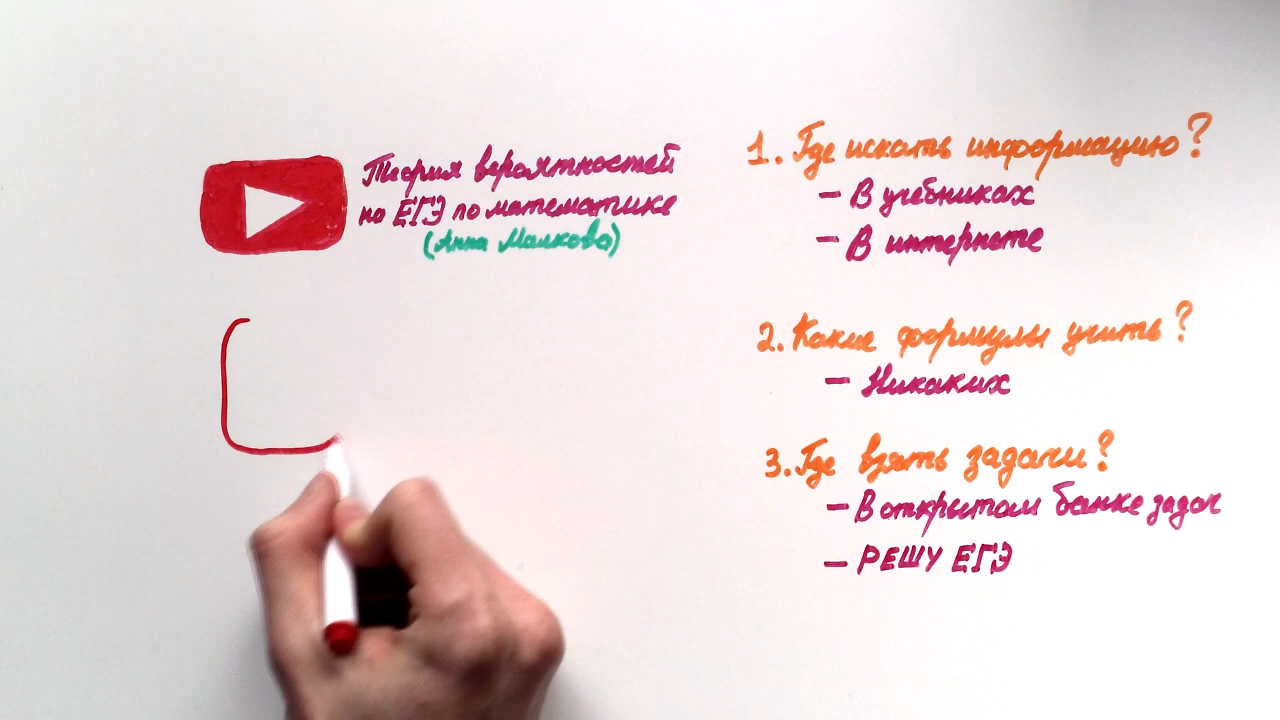 Теория вероятностей
на ЕГЭ по математике
(Анна Малкова)
1. Где искать информацию?
- В учебниках
- В интернете
2. Какие формулы учить?
- Никаких
3. Где взять задачи?
- В открытом банке задач
- РЕШУ ЕГЭ